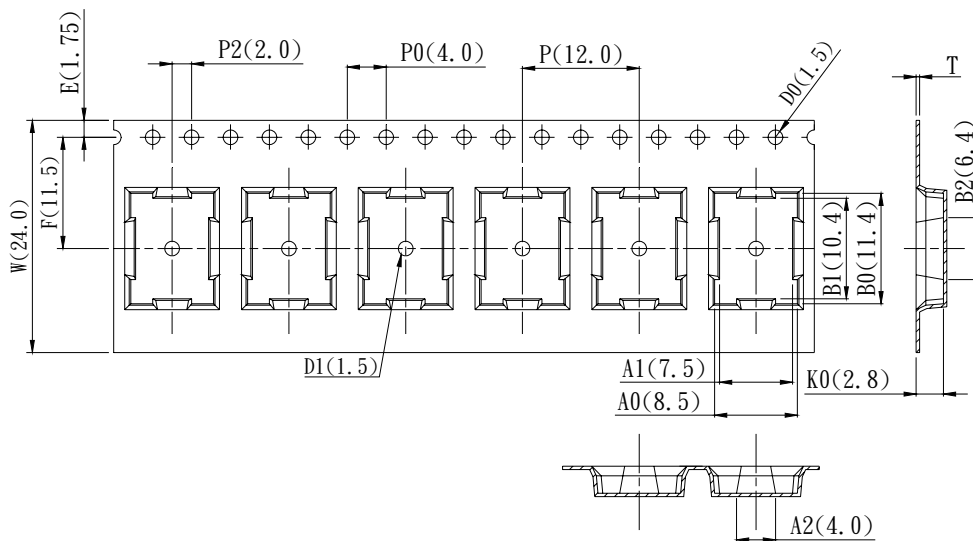 P2(2.0)
P0(4.0)
P(12.0)
D0(1.5)
T
E(1.75)
F(11.5)
W(24.0)
B1(10.4)
B0(11.4)
B2(6.4)
D1(1.5)
A1(7.5)
A0(8.5)
K0(2.8)
A2(4.0)